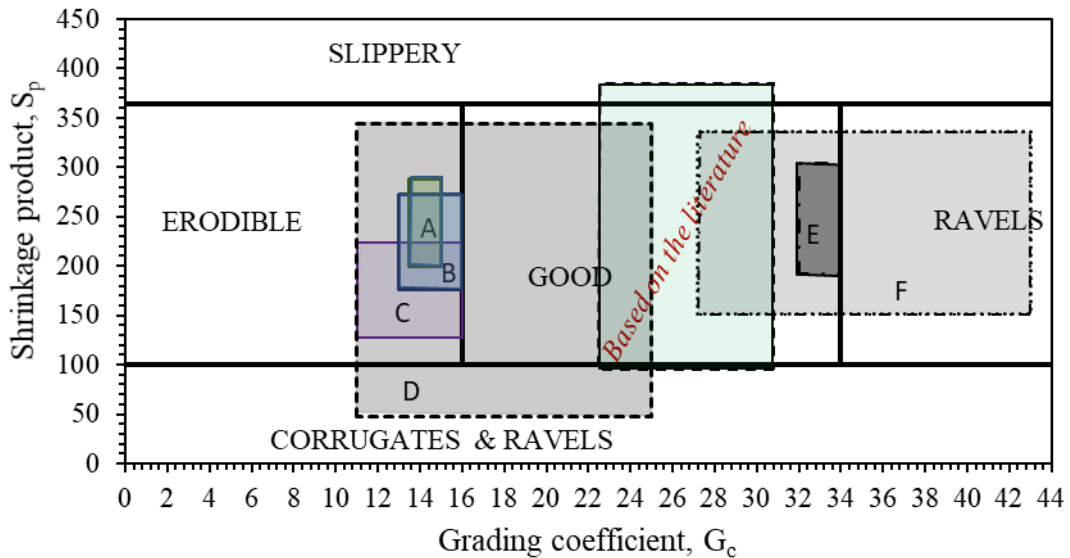 450
400
350
300
250
200
150
100
50
0
Shrinkage product, Sp
SLIPPERY
ERODIBLE
GOOD
RAVELS
CORRUGATES & RAVELS
A
B
C
D
E
F
Based on the literature
0 2 4 6 8 10 12 14 16 18 20 22 24 26 28 30 32 34 36 38 40 42 44
Grading coefficient, Gc